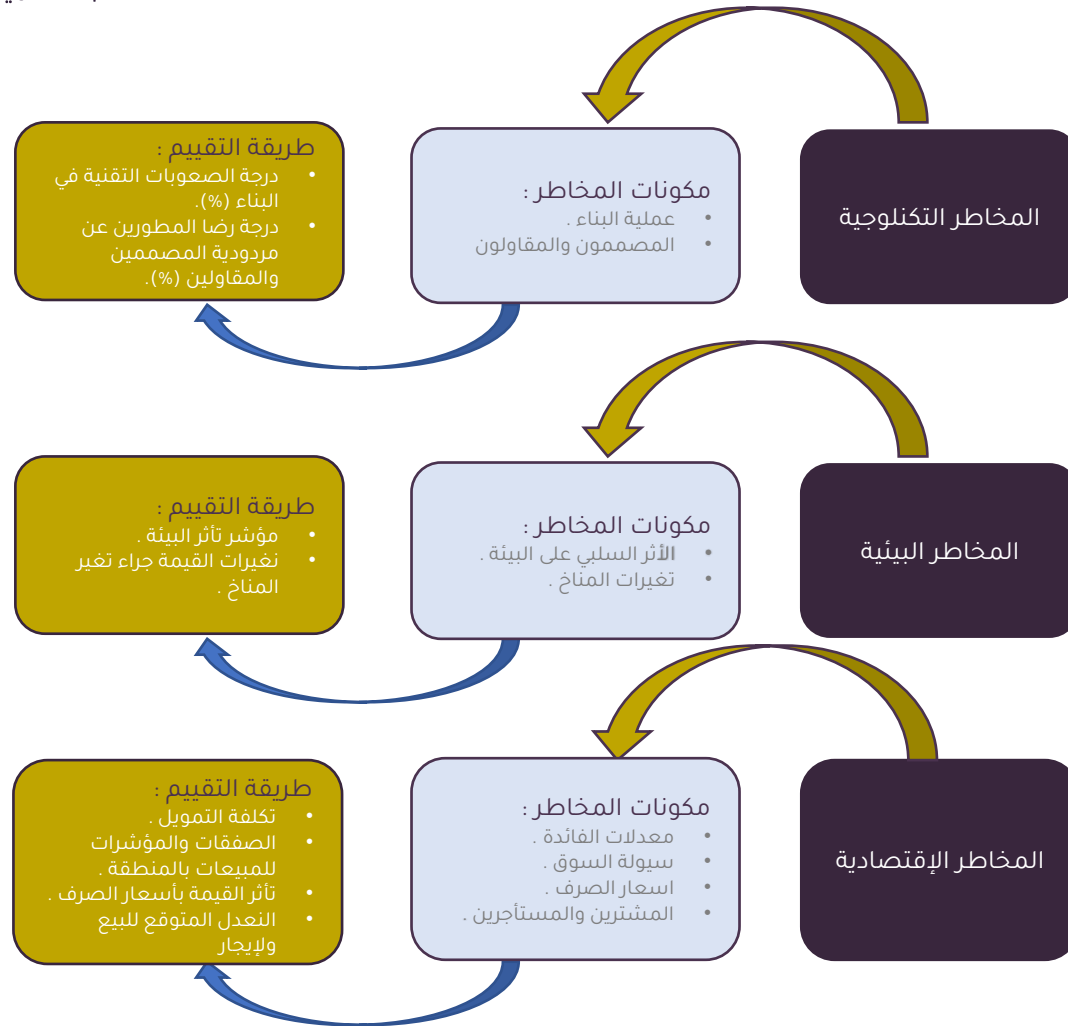 المخاطر التكنلوجية
مكونات المخاطر :
• عملية البناء .
• المصممون والمقاولون
طريقة التقييم :
• درجة الصعوبات التقنية في
البناء (%).
• درجة رضا المطورين عن
مردودية المصممين
والمقاولين (%).
المخاطر البيئية
مكونات المخاطر :
• الأثر السلبي على البيئة .
• تغيرات المناخ .
طريقة التقييم :
• مؤشر تأثر البيئة .
• نغيرات القيمة جراء تغير
المناخ .
المخاطر الإقتصادية
مكونات المخاطر :
• معدلات الفائدة .
• سيولة السوق .
• اسعار الصرف .
• المشترين والمستأجرين .
طريقة التقييم :
• تكلفة التمويل .
• الصفقات والمؤشرات
للمبيعات بالمنطقة .
• تأثر القيمة بأسعار الصرف .
• النعدل المتوقع للبيع
ولإيجار